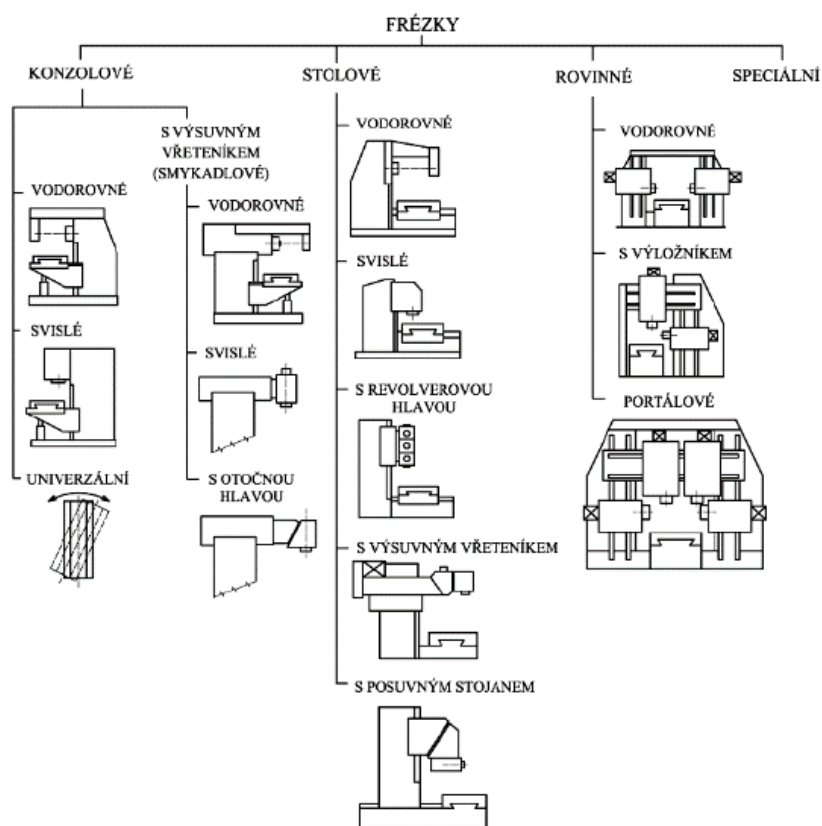 FRÉZKY
KONZOLOVÉ
STOLOVÉ
ROVINNÉ
SPECIÁLNÍ
VODOROVNÉ
SVISLÉ
UNIVERZÁLNÍ
S VÝSUVNÝM
VŘETENÍKEM
(SMYKADLOVÉ)
VODOROVNÉ
SVISLÉ
S OTOČNOU
HLAVOU
VODOROVNÉ
SVISLÉ
S REVOLVEROVOU
HLAVOU
S VÝSUVNÝM VŘETENÍKEM
S POSUVNÝM STOJANEM
VODOROVNÉ
S VÝLOŽNÍKEM
PORTÁLOVÉ